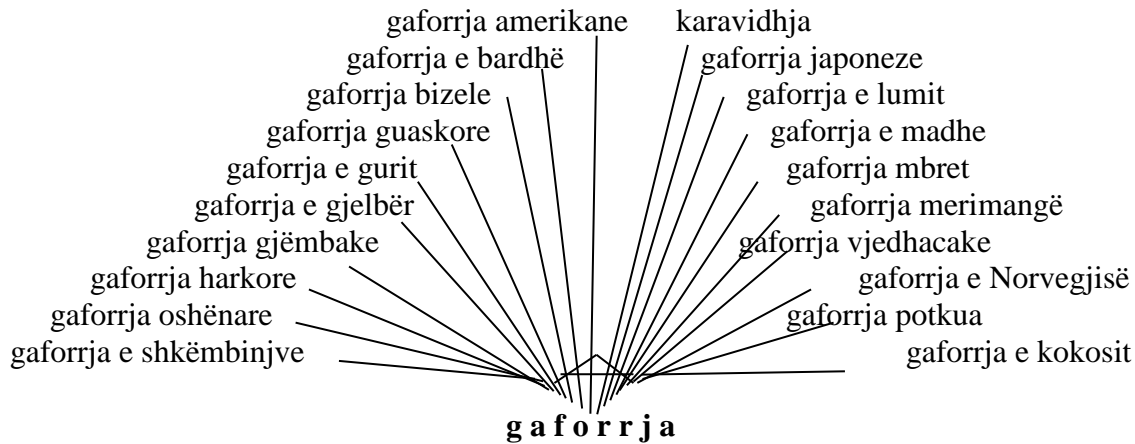 gaforrja amerikane karavidhja
gaforrja e bardhë gaforrja japoneze
gaforrja bizele gaforrja e lumit
gaforrja guaskore gaforrja e madhe
gaforrja e gurit gaforrja mbret
gaforrja e gjelbër gaforrja merimangë
gaforrja gjëmbake gaforrja vjedhacake
gaforrja harkore gaforrja e Norvegjisë
gaforrja oshënare gaforrja potkua
gaforrja e shkëmbinjve gaforrja e kokosit
g a f o r r j a